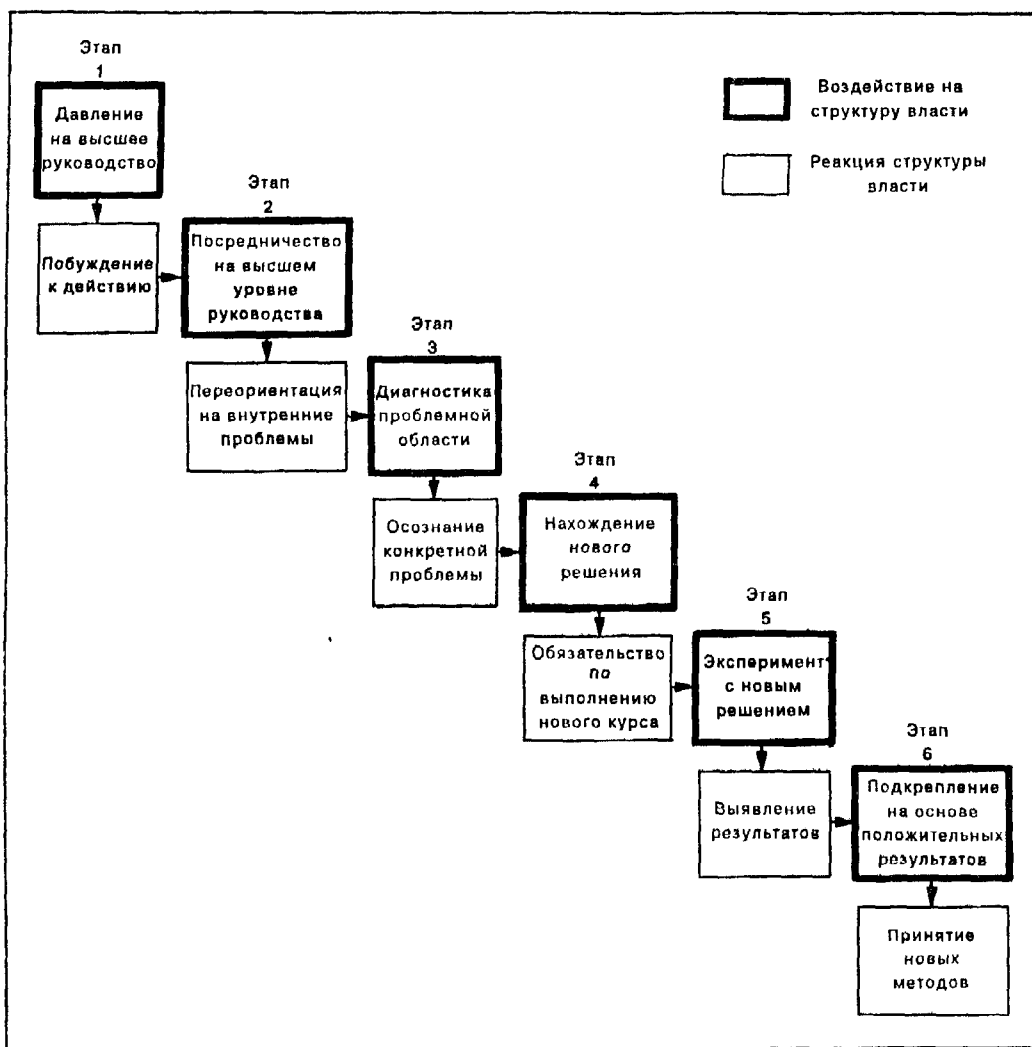 Этап
1
Давление
на высшее
руководство
Воздействие на
структуру власти
Реакция структуры
власти
Этап
2
Побуждение
к действию
Посредничество
на высшем
уровне
руководства
Этап
3
Переориентация
на внутренние
проблемы
Диагностика
проблемной
области
Этап
4
Осознание
конкретной
проблемы
Нахождение
нового
решения
Этап
5
Обязательство
по
выполнению
нового курса
Эксперимент
с новым
решением
Этап
6
Выявление
результатов
Подкрепление
на основе
положительных
результатов
Принятие
новых
методов